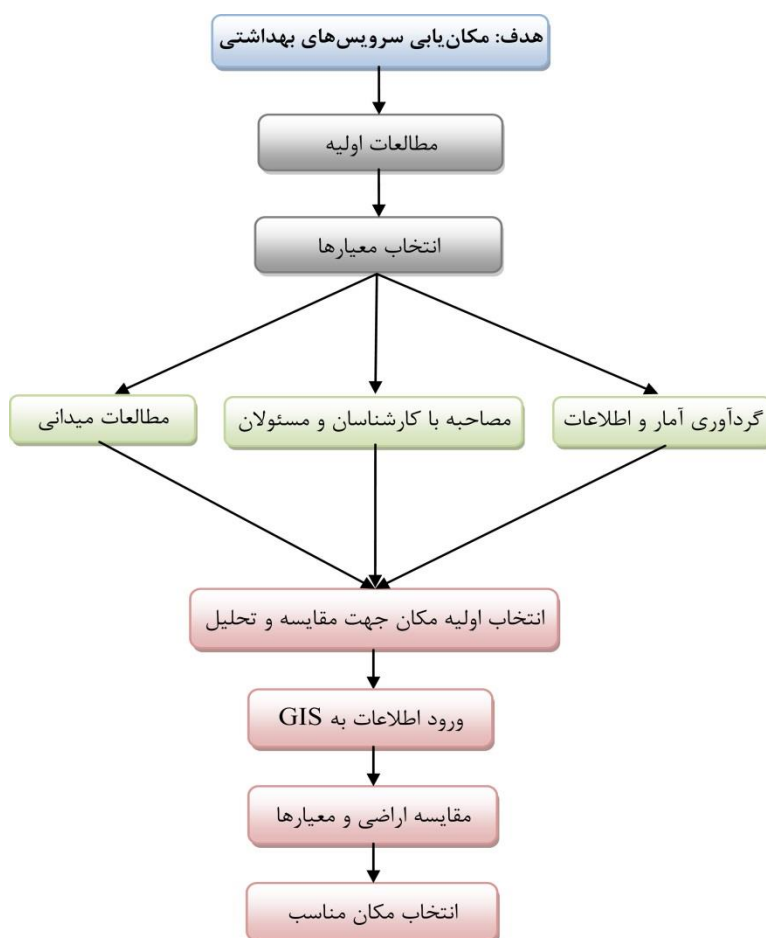 هدف: مکان‌یابی سرویس‌های بهداشتی
مطالعات اولیه
انتخاب معیارها
گردآوری آمار و اطلاعات
مصاحبه با کارشناسان و مسئولان
مطالعات میدانی
انتخاب اولیه مکان جهت مقایسه و تحلیل
ورود اطلاعات به GIS
مقایسه اراضی و معیارها
انتخاب مکان مناسب